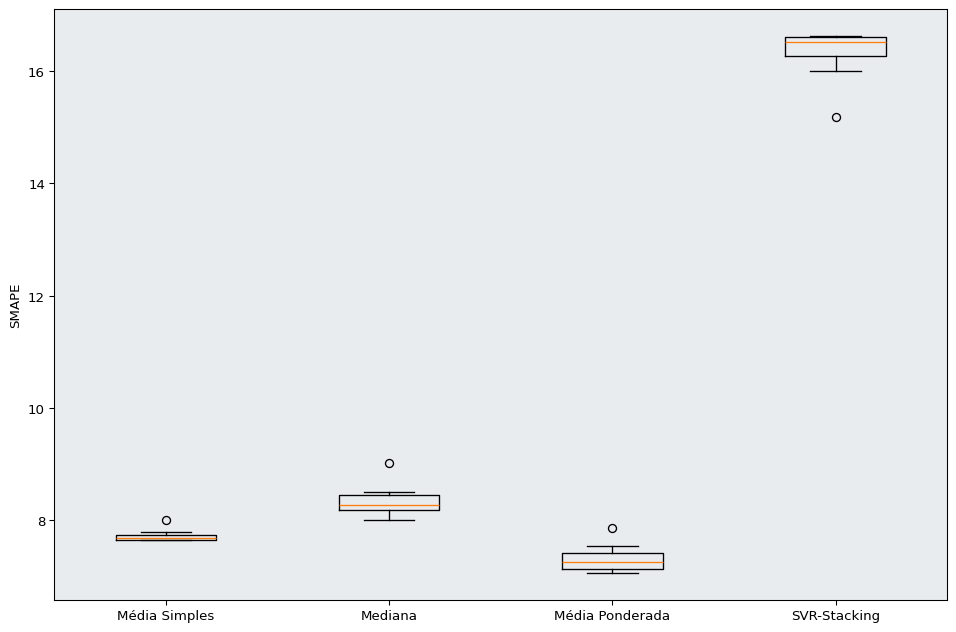 SMAPE
16
14
12
10
8
Média Simples
Mediana
Média Ponderada
SVR-Stacking